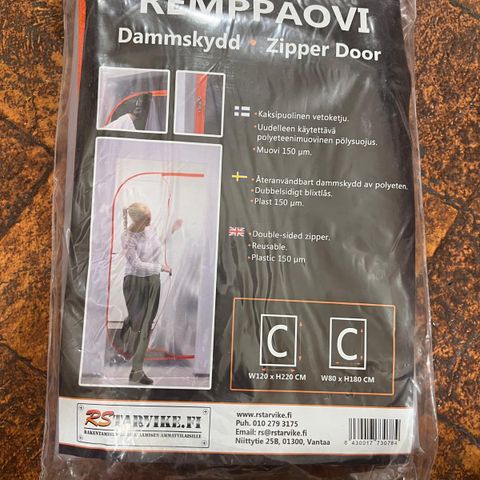 REMPPAOVI
Dammskydd • Zipper Door
• Kaksipuolinen vetoketju.
• Uudelleen käytettävä
polyeteenimuovinen pölysuojus.
• Muovi 150 µm.
• Återanvändbart dammskydd av polyeten.
• Dubbelsidigt blixtlås.
• Plast 150 µm.
• Double-sided zipper.
• Reusable.
• Plastic 150 µm
C
C
W120 x H220 CM
W80 x H180 CM
RSTARVIKE.FI
www.rstarvike.fi
Puh. 010 279 3175
Email: rs@rstarvike.fi
Niittytie 25B, 01300, Vantaa
6 430017 730784